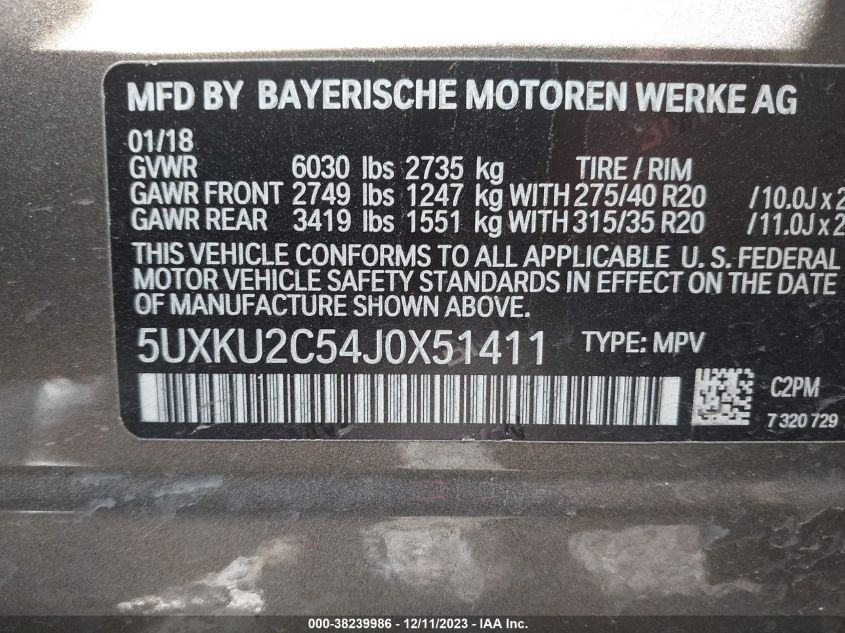 MFD BY BAYERISCHE MOTOREN WERKE AG
01/18
GVWR 6030 lbs 2735 kg TIRE / RIM
GAWR FRONT 2749 lbs 1247 kg WITH 275/40 R20 /10.0J x 2
GAWR REAR 3419 lbs 1551 kg WITH 315/35 R20 /11.0J x 2
THIS VEHICLE CONFORMS TO ALL APPLICABLE U. S. FEDERAL
MOTOR VEHICLE SAFETY STANDARDS IN EFFECT ON THE DATE
OF MANUFACTURE SHOWN ABOVE.
5UXKU2C54J0X51411 TYPE: MPV
C2PM
7 320 729
000-38239986 - 12/11/2023 - IAA Inc.